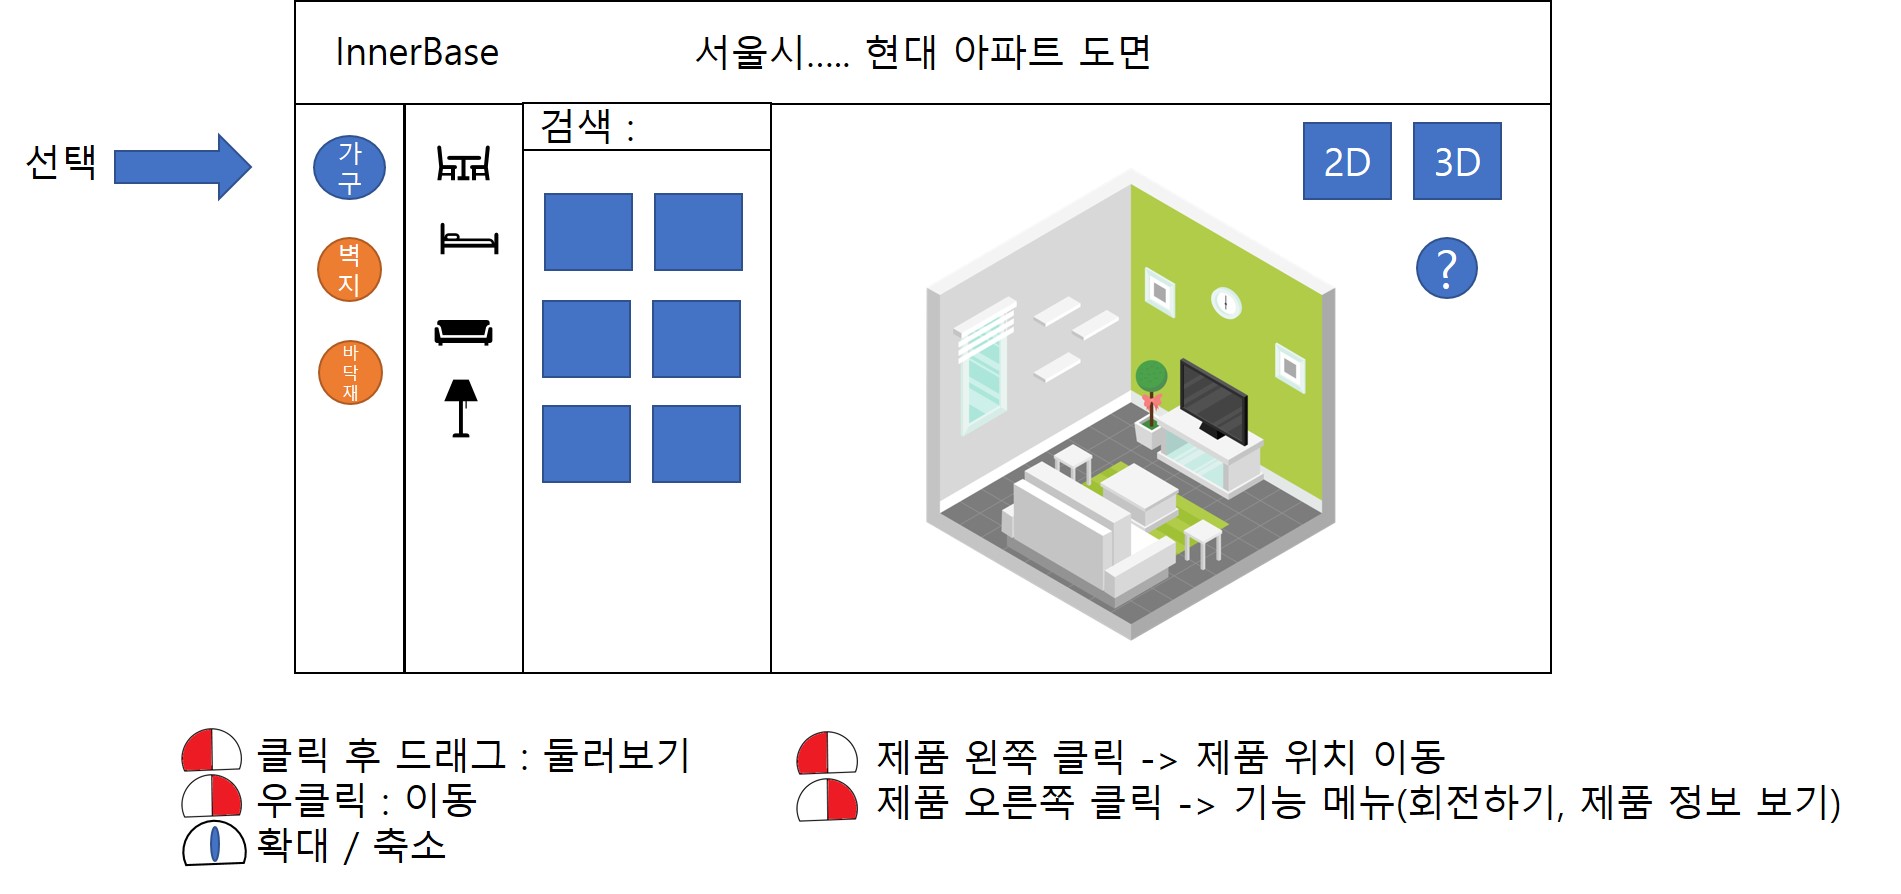 InnerBase
서울시..... 현대 아파트 도면
선택
가
구
벽
지
바
닥
재
검색 :
2D
3D
?
클릭 후 드래그 : 둘러보기
우클릭 : 이동
확대 / 축소
제품 왼쪽 클릭 -> 제품 위치 이동
제품 오른쪽 클릭 -> 기능 메뉴(회전하기, 제품 정보 보기)